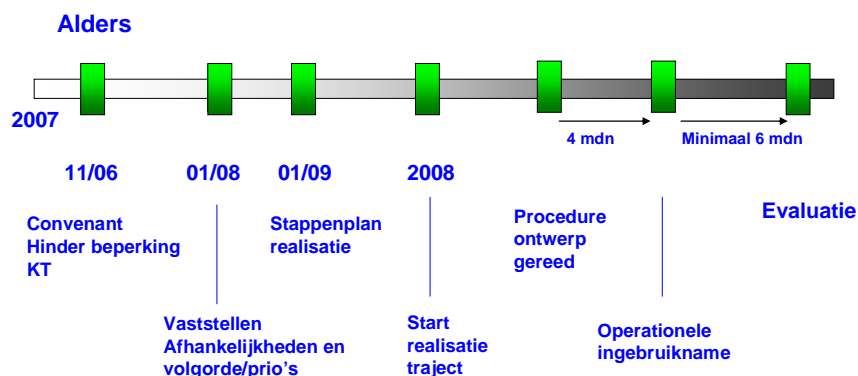 Alders
2007
4 mdn
Minimaal 6 mdn
11/06
01/08
01/09
2008
Convenant
Hinder beperking
KT
Stappenplan
realisatie
Procedure
ontwerp
gereed
Evaluatie
Vaststellen
Afhankelijkheden en
volgorde/prio's
Start
realisatie
traject
Operationele
ingebruikname